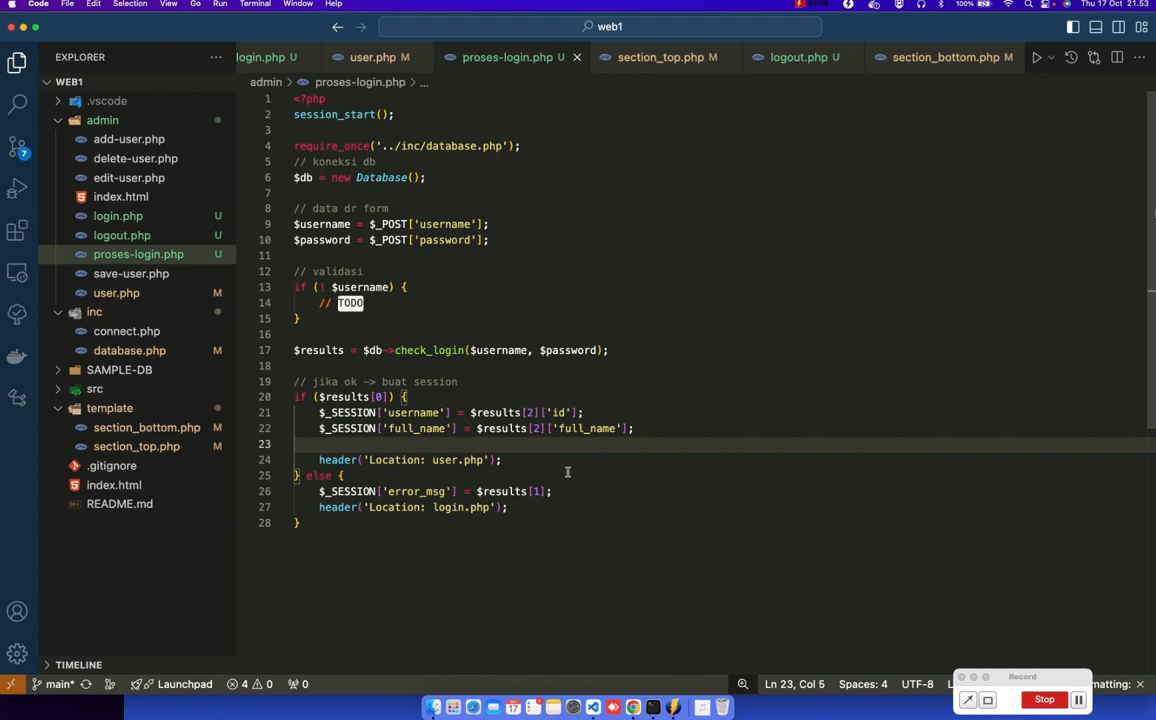 Code File Edit Selection View Go Run Terminal Window Help 100% Thu 17 Oct 21.53
web1
EXPLORER
login.php U
user.php M
proses-login.php U
section_top.php M
logout.php U
section_bottom.php M
WEB1
admin > proses-login.php > ...
.vscode
admin
add-user.php
delete-user.php
edit-user.php
index.html
login.php U
logout.php U
proses-login.php U
save-user.php
user.php M
inc
connect.php
database.php M
SAMPLE-DB
src
template
section_bottom.php M
section_top.php M
.gitignore
index.html
README.md
1 <?php
2 session_start();
3
4 require_once('../inc/database.php');
5 // koneksi db
6 $db = new Database();
7
8 // data dr form
9 $username = $_POST['username'];
10 $password = $_POST['password'];
11
12 // validasi
13 if (! $username) {
14 // TODO
15 }
16
17 $results = $db->check_login($username, $password);
18
19 // jika ok -> buat session
20 if ($results[0]) {
21 $_SESSION['username'] = $results[2]['id'];
22 $_SESSION['full_name'] = $results[2]['full_name'];
23
24 header('Location: user.php');
25 } else {
26 $_SESSION['error_msg'] = $results[1];
27 header('Location: login.php');
28 }
TIMELINE
main* Launchpad 4 0 0 Ln 23, Col 5 Spaces: 4 UTF-8
matting:
7
Record
Stop
17